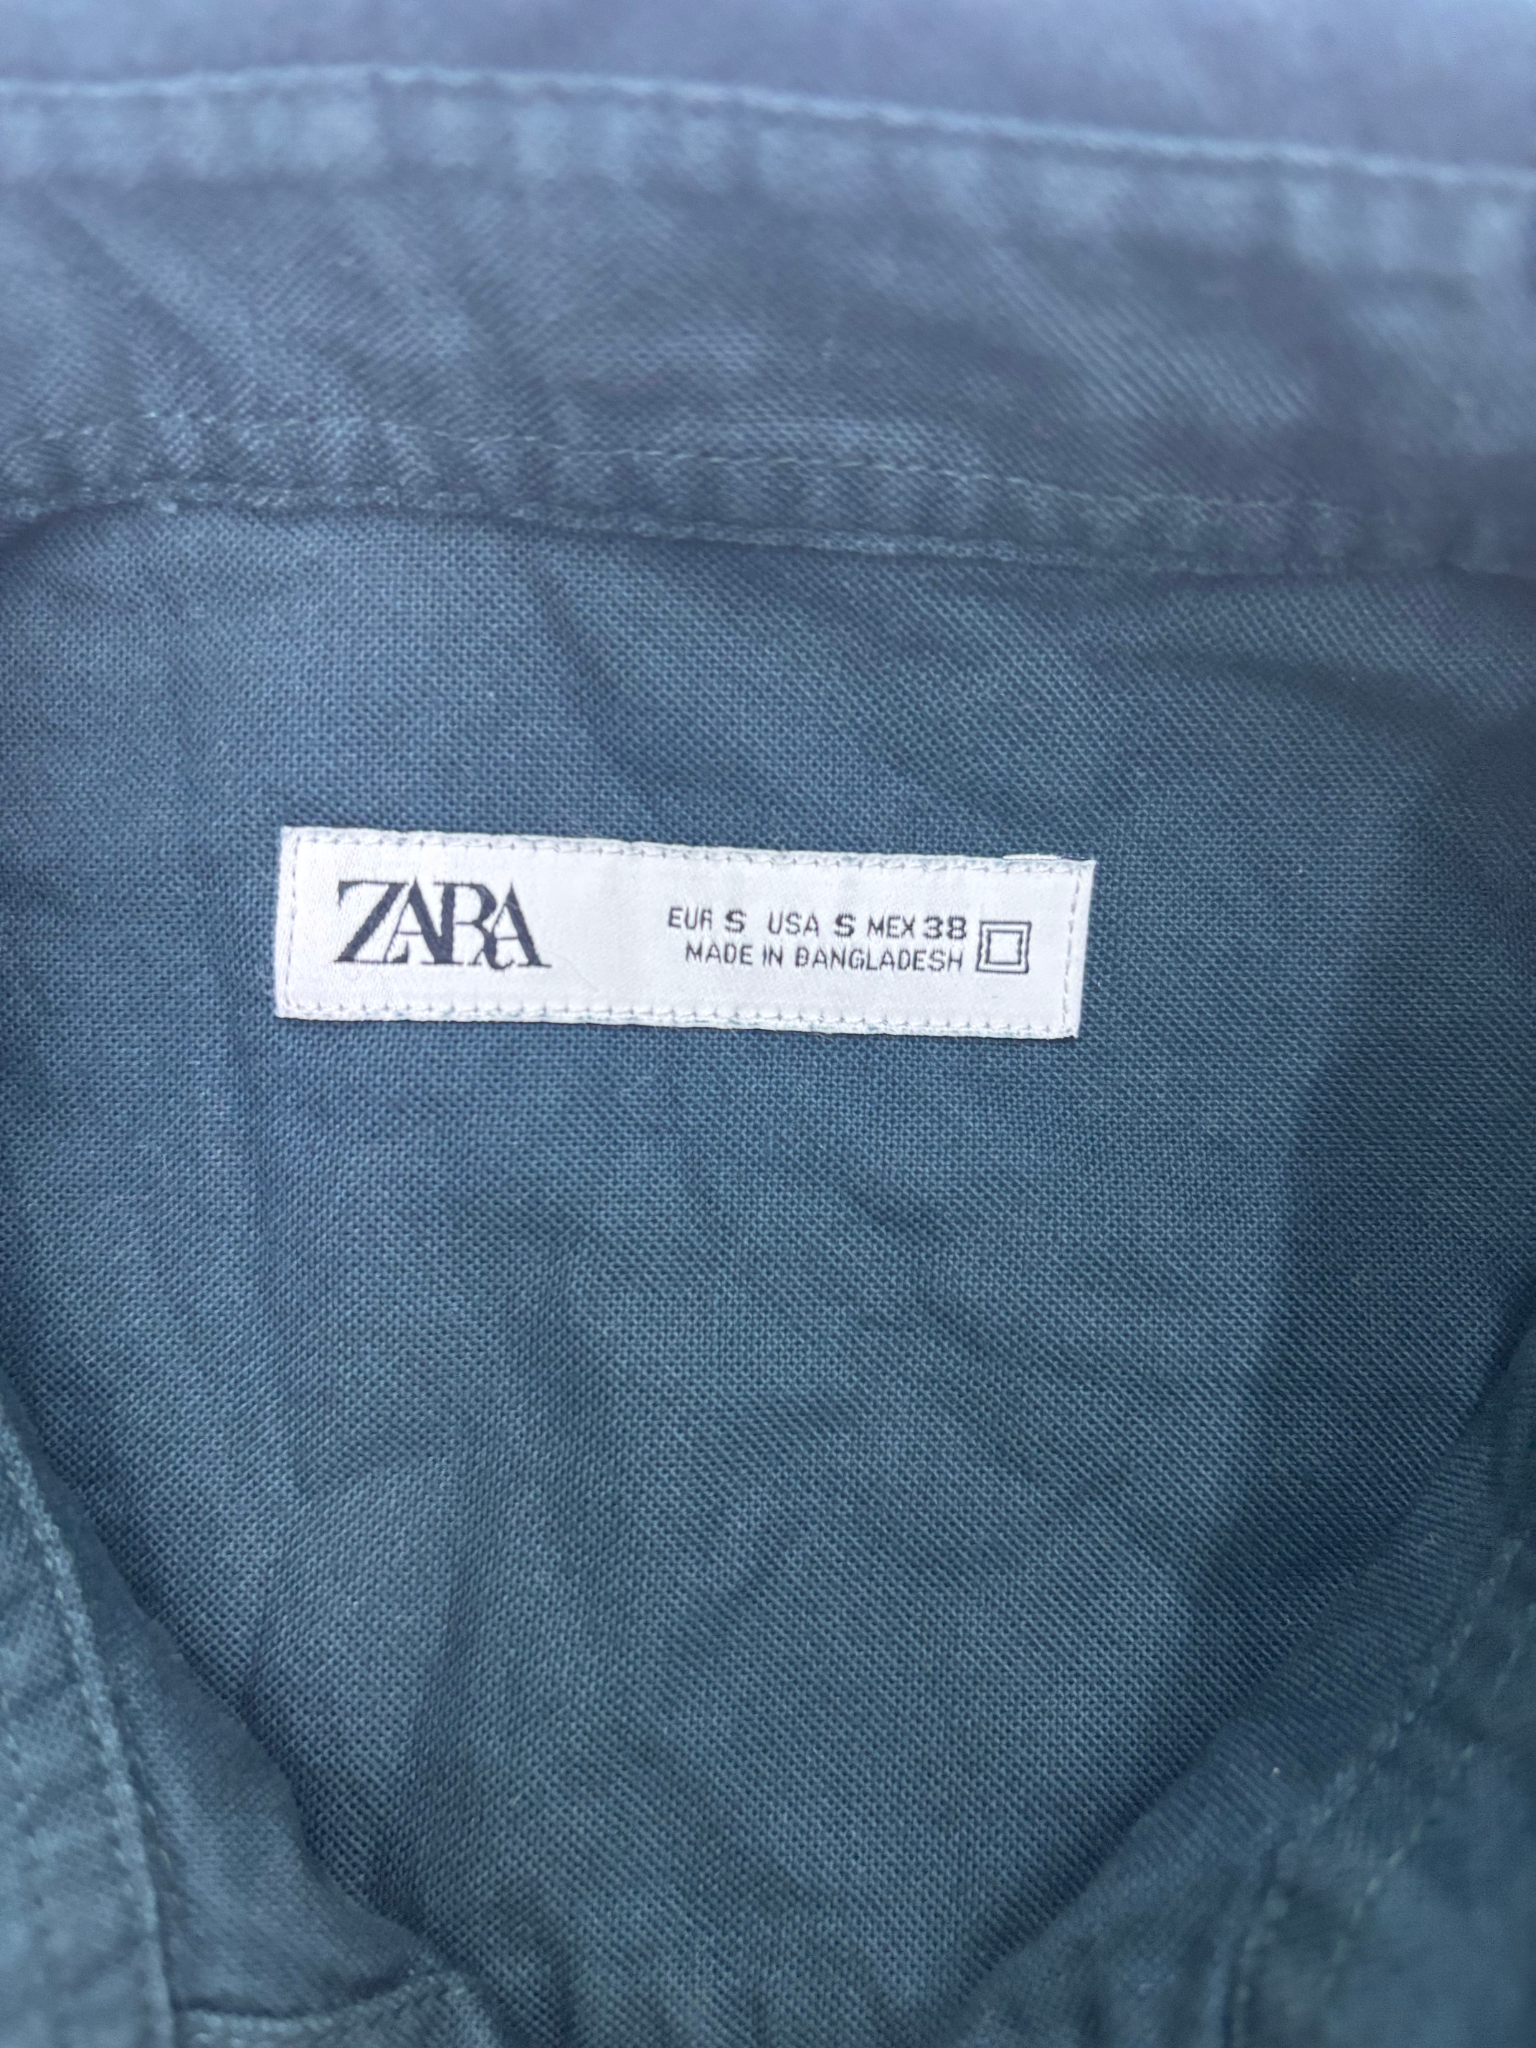 ZARA
EUR S USA S MEX 38
MADE IN BANGLADESH